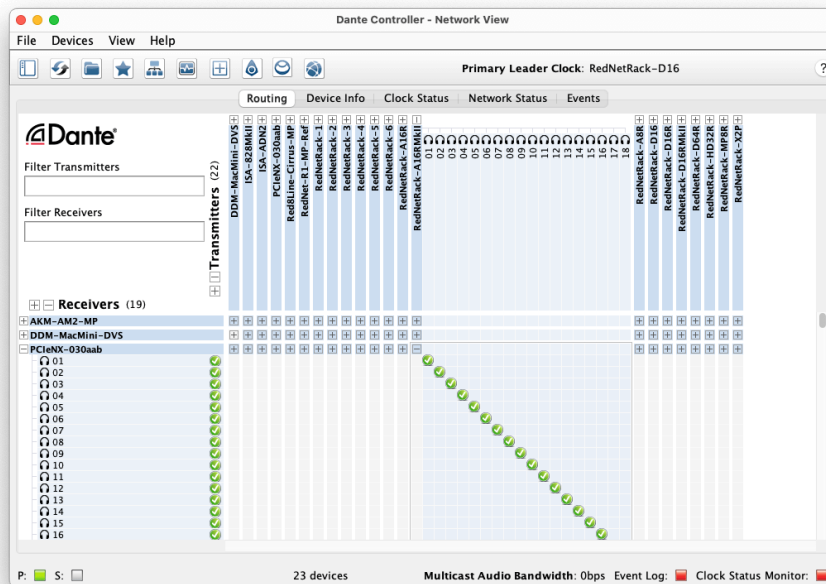 Dante Controller - Network View
File Devices View Help
Primary Leader Clock: RedNetRack-D16
?
Routing Device Info Clock Status Network Status Events
Dante
Filter Transmitters
Filter Receivers
Transmitters (22)
DDM-MacMini-DVS
ISA-828MkII
ISA-ADN2
PCIeNX-030aab
Red8Line-Cirrus-MP
RedNet-R1-MP-Ref
RedNetRack-1
RedNetRack-2
RedNetRack-3
RedNetRack-4
RedNetRack-5
RedNetRack-6
RedNetRack-A16R
RedNetRack-A16RMkII
01
02
03
04
05
06
07
08
09
10
11
12
13
14
15
16
17
18
RedNetRack-A8R
RedNetRack-D16
RedNetRack-D16R
RedNetRack-D16RMkII
RedNetRack-D64R
RedNetRack-HD32R
RedNetRack-MP8R
RedNetRack-X2P
Receivers (19)
AKM-AM2-MP
DDM-MacMini-DVS
PCIeNX-030aab
01
02
03
04
05
06
07
08
09
10
11
12
13
14
15
16
P: S: 23 devices Multicast Audio Bandwidth: 0bps Event Log: Clock Status Monitor: